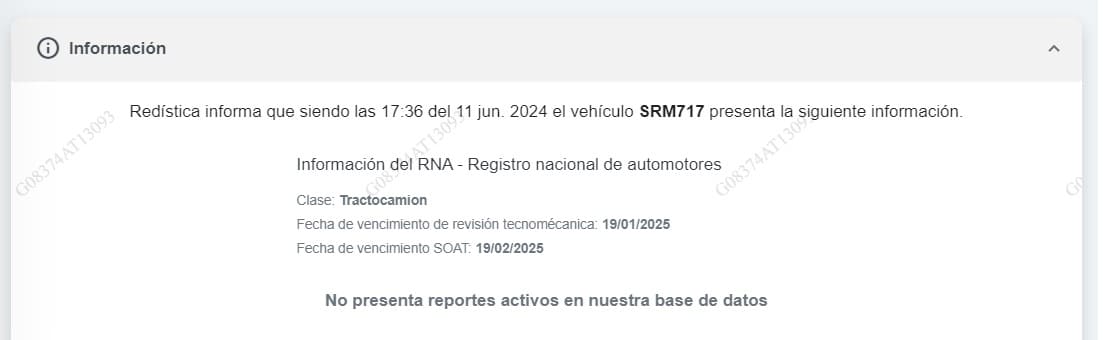 Información
Redística informa que siendo las 17:36 del 11 jun. 2024 el vehículo SRM717 presenta la siguiente información.
G08374AT13093
G08374AT13093
G08374AT13093
G0
Información del RNA - Registro nacional de automotores
Clase: Tractocamion
Fecha de vencimiento de revisión tecnomécanica: 19/01/2025
Fecha de vencimiento SOAT: 19/02/2025
No presenta reportes activos en nuestra base de datos